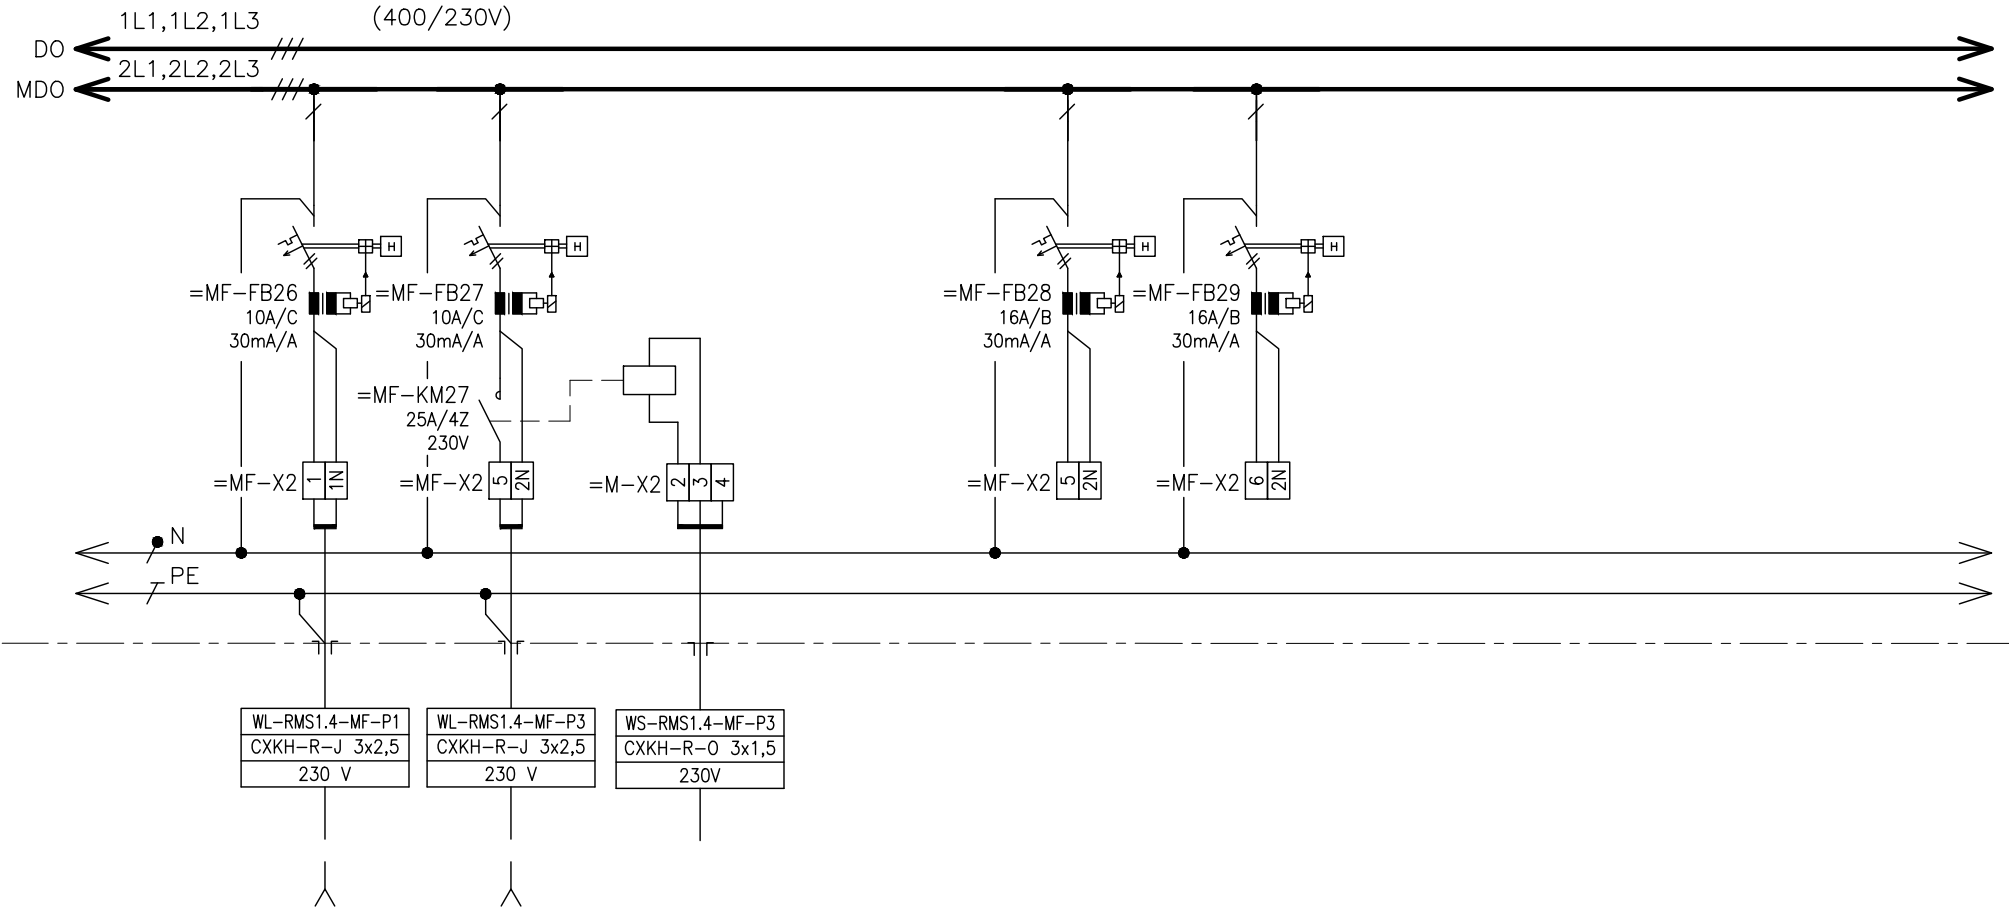 1L1,1L2,1L3 (400/230V)
DO
2L1,2L2,2L3
MDO
H H H H
=MF-FB26
10A/C
30mA/A
=MF-FB27
10A/C
30mA/A
=MF-FB28
16A/B
30mA/A
=MF-FB29
16A/B
30mA/A
=MF-KM27
25A/4Z
230V
=MF-X2 1 1N
=MF-X2 5 2N
=M-X2 2 3 4
=MF-X2 5 2N
=MF-X2 6 2N
N
PE
WL-RMS1.4-MF-P1
CXKH-R-J 3x2,5
230 V
WL-RMS1.4-MF-P3
CXKH-R-J 3x2,5
230 V
WS-RMS1.4-MF-P3
CXKH-R-O 3x1,5
230V